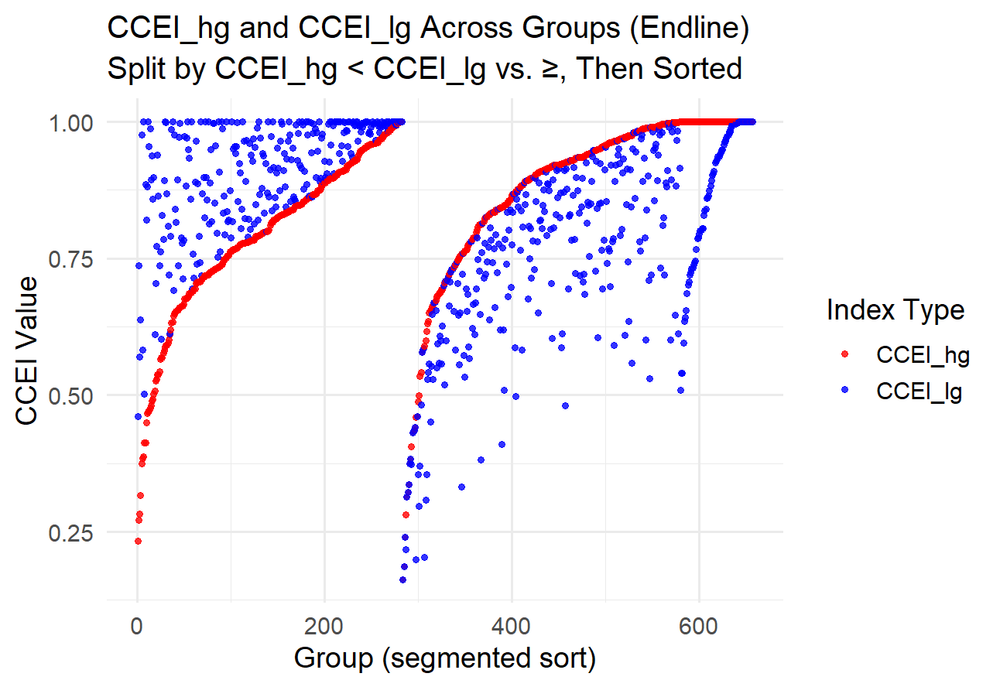 CCEI_hg and CCEI_lg Across Groups (Endline)
Split by CCEI_hg < CCEI_lg vs. ≥, Then Sorted
1.00
0.75
0.50
0.25
CCEI Value
0
200
400
600
Group (segmented sort)
Index Type
CCEI_hg
CCEI_lg